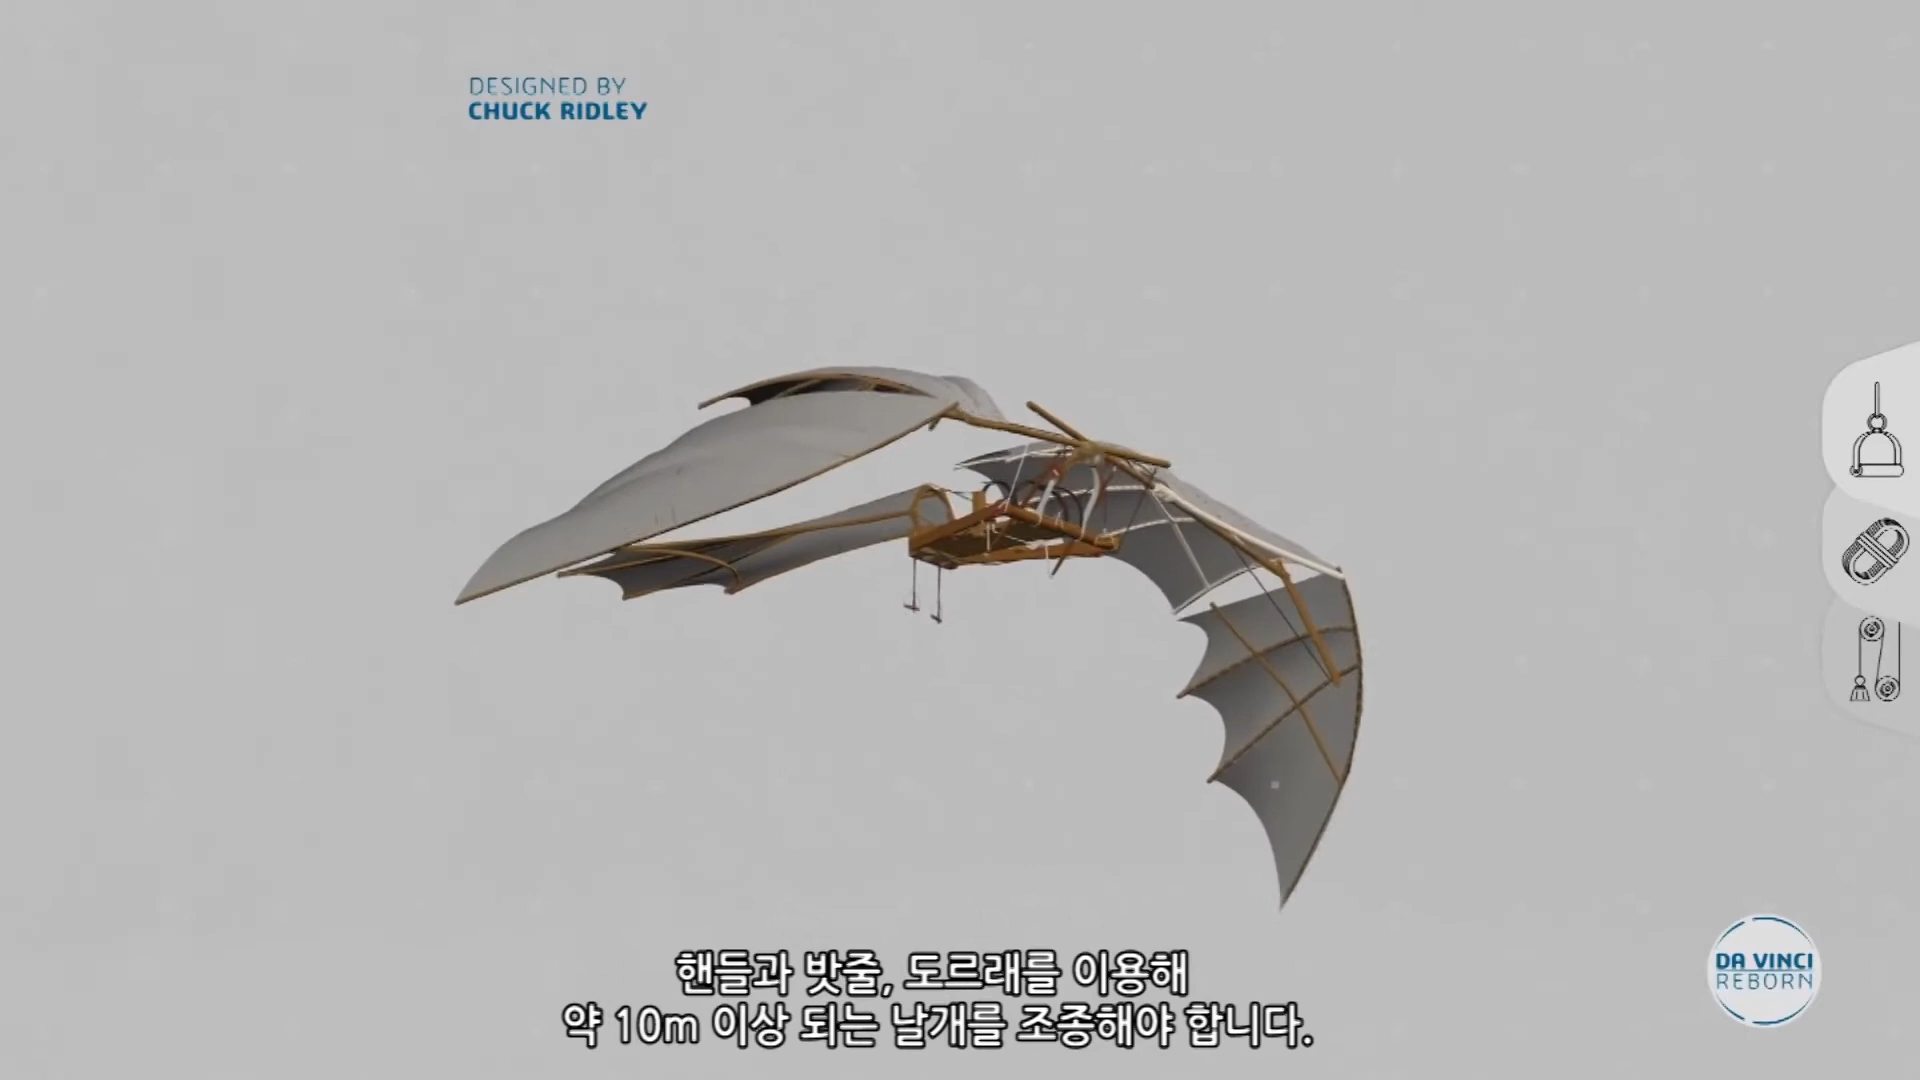 DESIGNED BY
CHUCK RIDLEY
DA VINCI
REBORN
핸들과 밧줄, 도르래를 이용해
약 10m 이상 되는 날개를 조종해야 합니다.